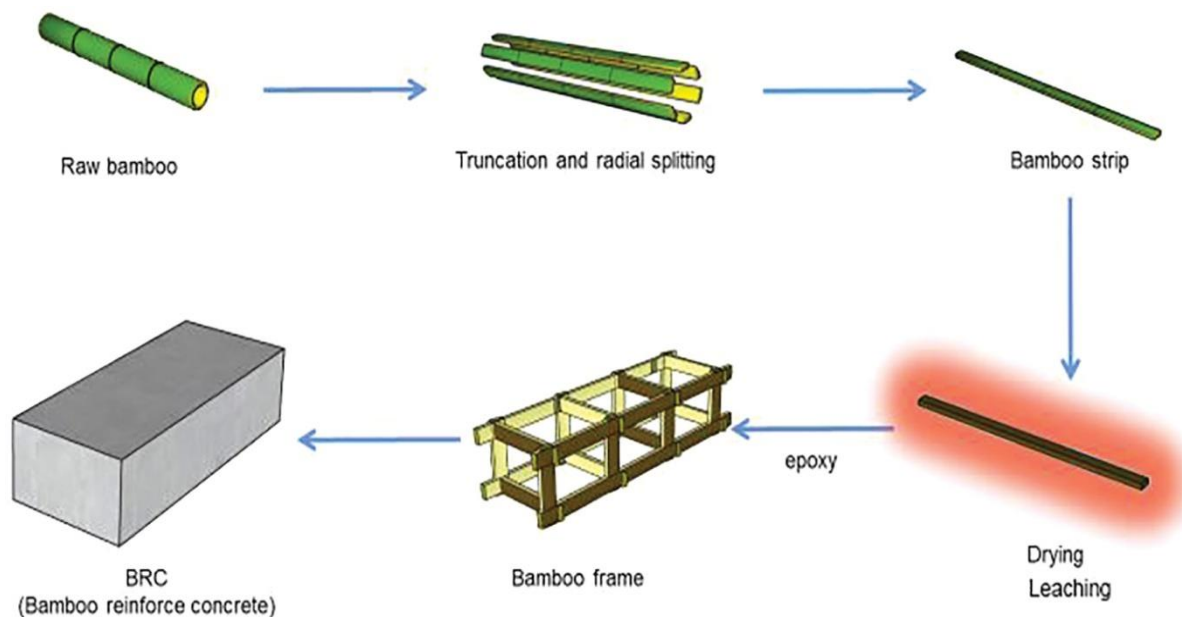 Raw bamboo
Truncation and radial splitting
Bamboo strip
Drying
Leaching
epoxy
Bamboo frame
BRC
(Bamboo reinforce concrete)